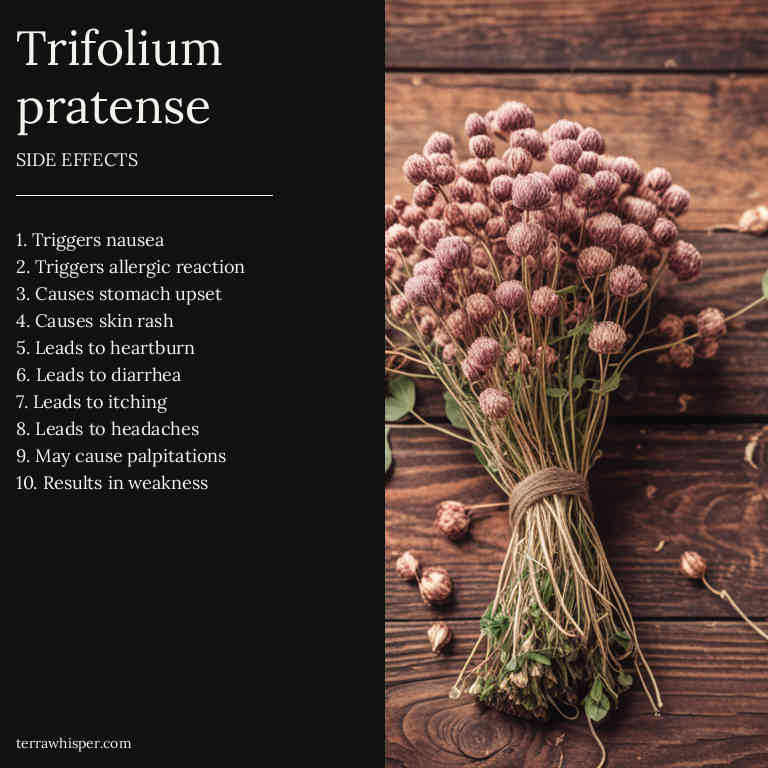 Trifolium
pratense
SIDE EFFECTS
1. Triggers nausea
2. Triggers allergic reaction
3. Causes stomach upset
4. Causes skin rash
5. Leads to heartburn
6. Leads to diarrhea
7. Leads to itching
8. Leads to headaches
9. May cause palpitations
10. Results in weakness
terrawhisper.com